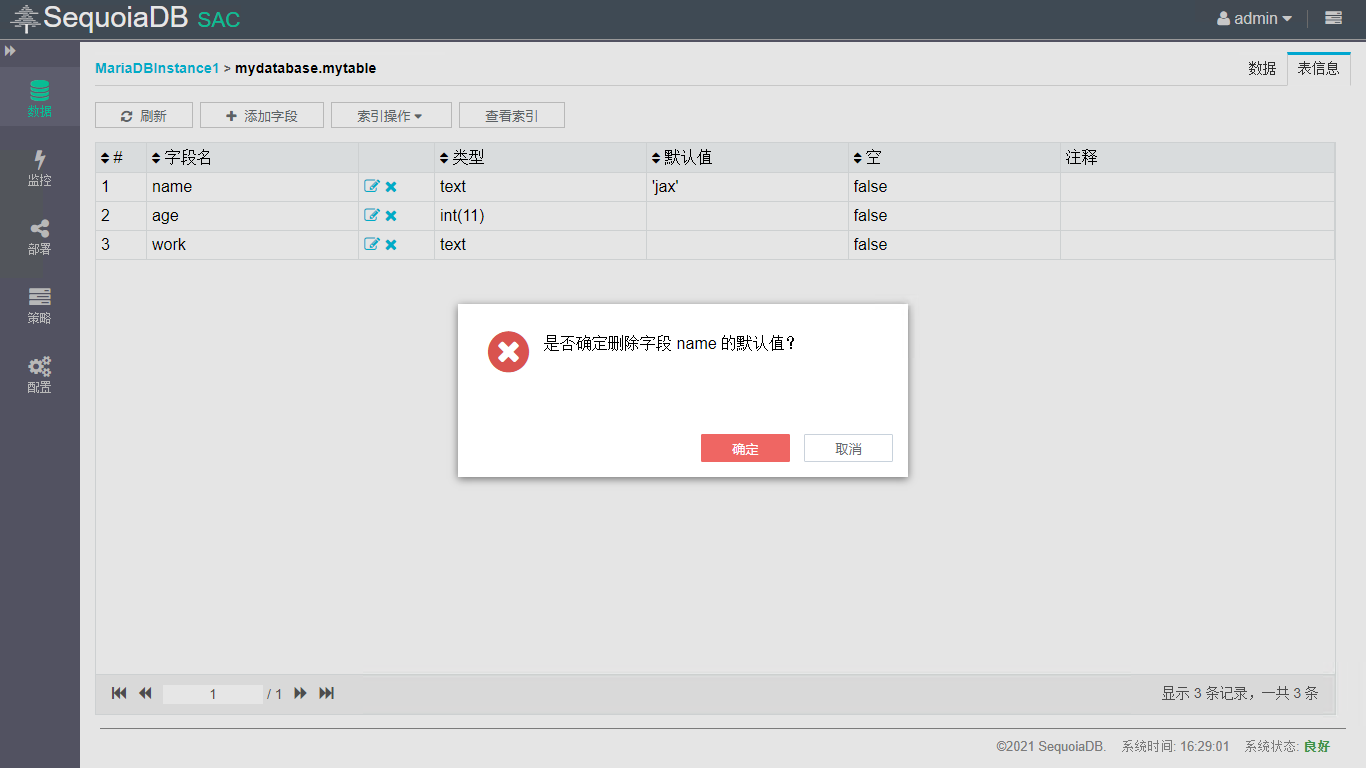 SequoiaDB SAC
admin
MariaDBInstance1 > mydatabase.mytable
数据 表信息
刷新 添加字段 索引操作 查看索引
数据
监控
部署
策略
配置
# 字段名 类型 默认值 空 注释
1 name text 'jax' false
2 age int(11) false
3 work text false
是否确定删除字段 name 的默认值?
确定 取消
1 / 1
显示 3 条记录，一共 3 条
©2021 SequoiaDB. 系统时间: 16:29:01 系统状态: 良好